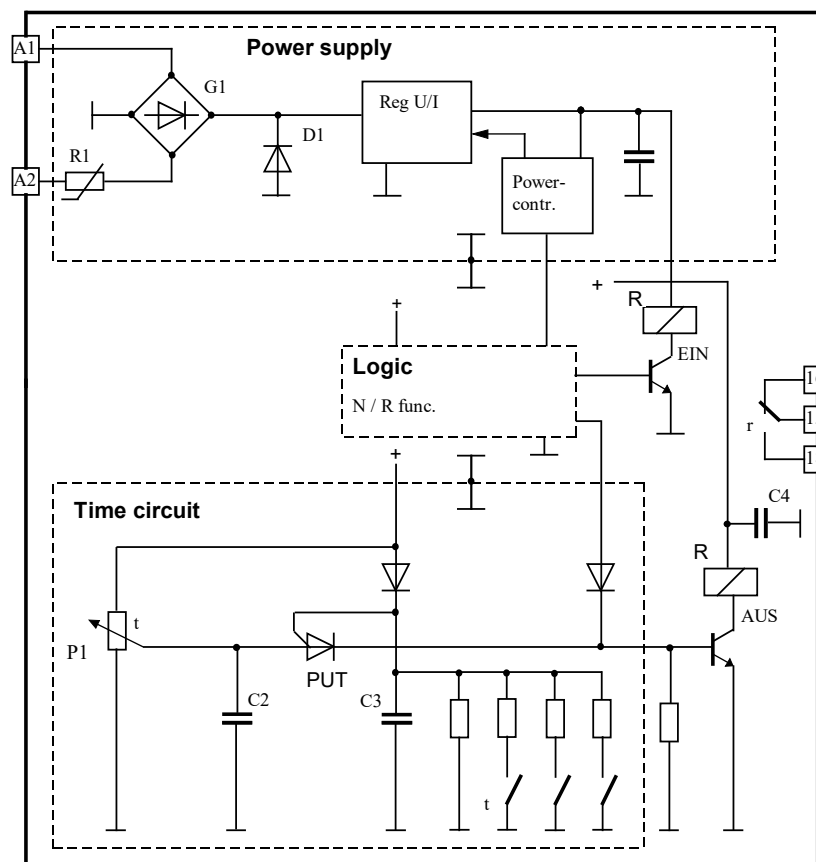 A1
Power supply
G1
Reg U/I
D1
R1
A2
Power-
contr.
+
+
R
EIN
Logic
N / R func.
r
+
C4
Time circuit
R
t
AUS
P1
PUT
C2
C3
t